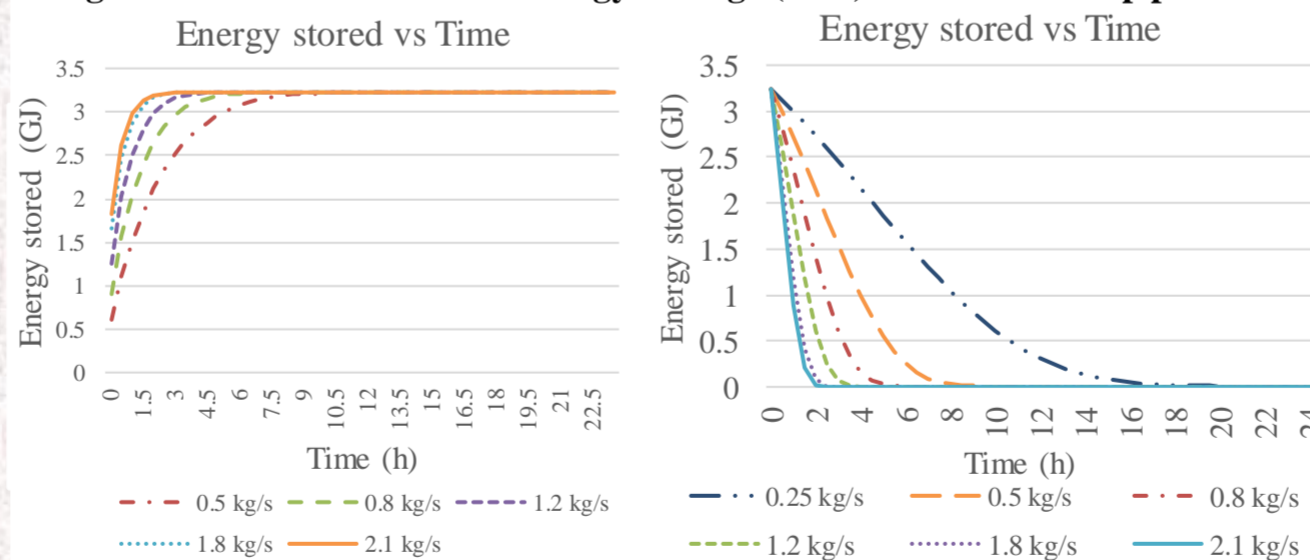 Energy stored vs Time
Energy stored (GJ)
3.5
3
2.5
2
1.5
1
0.5
0
0 1.5 3 4.5 6 7.5 9 10.5 12 13.5 15 16.5 18 19.5 21 22.5
Time (h)
0.5 kg/s 0.8 kg/s 1.2 kg/s
1.8 kg/s 2.1 kg/s
Energy stored vs Time
Energy stored (GJ)
3.5
3
2.5
2
1.5
1
0.5
0
0 2 4 6 8 10 12 14 16 18 20 22 24
Time (h)
0.25 kg/s 0.5 kg/s 0.8 kg/s
1.2 kg/s 1.8 kg/s 2.1 kg/s